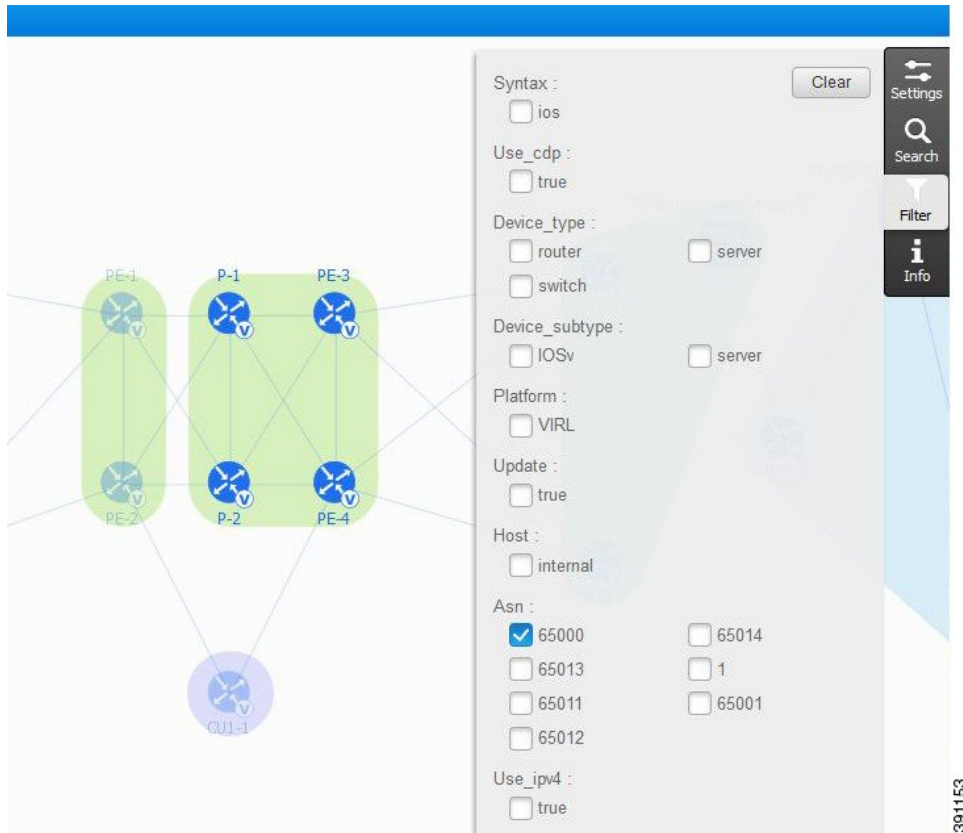 Syntax :
Clear
ios
Use_cdp :
true
Device_type :
router
server
switch
Device_subtype :
IOSv
server
Platform :
VIRL
Update :
true
Host :
internal
Asn :
65000
65014
65013
1
65011
65001
65012
Use_ipv4 :
true
Settings
Search
Filter
i
Info
PE-1
P-1
PE-3
V
V
V
V
V
V
PE-2
P-2
PE-4
V
CU1-1
391153